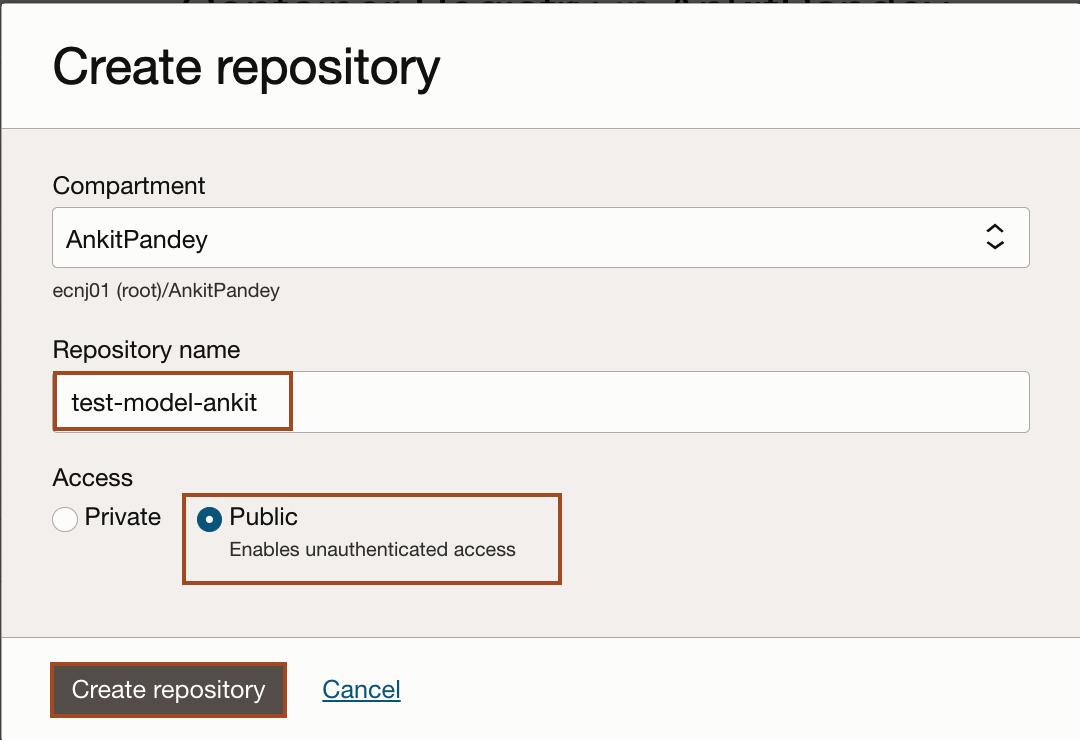 Create repository
Compartment
AnkitPandey
ecnj01 (root)/AnkitPandey
Repository name
test-model-ankit
Access
Private
Public
Enables unauthenticated access
Create repository
Cancel